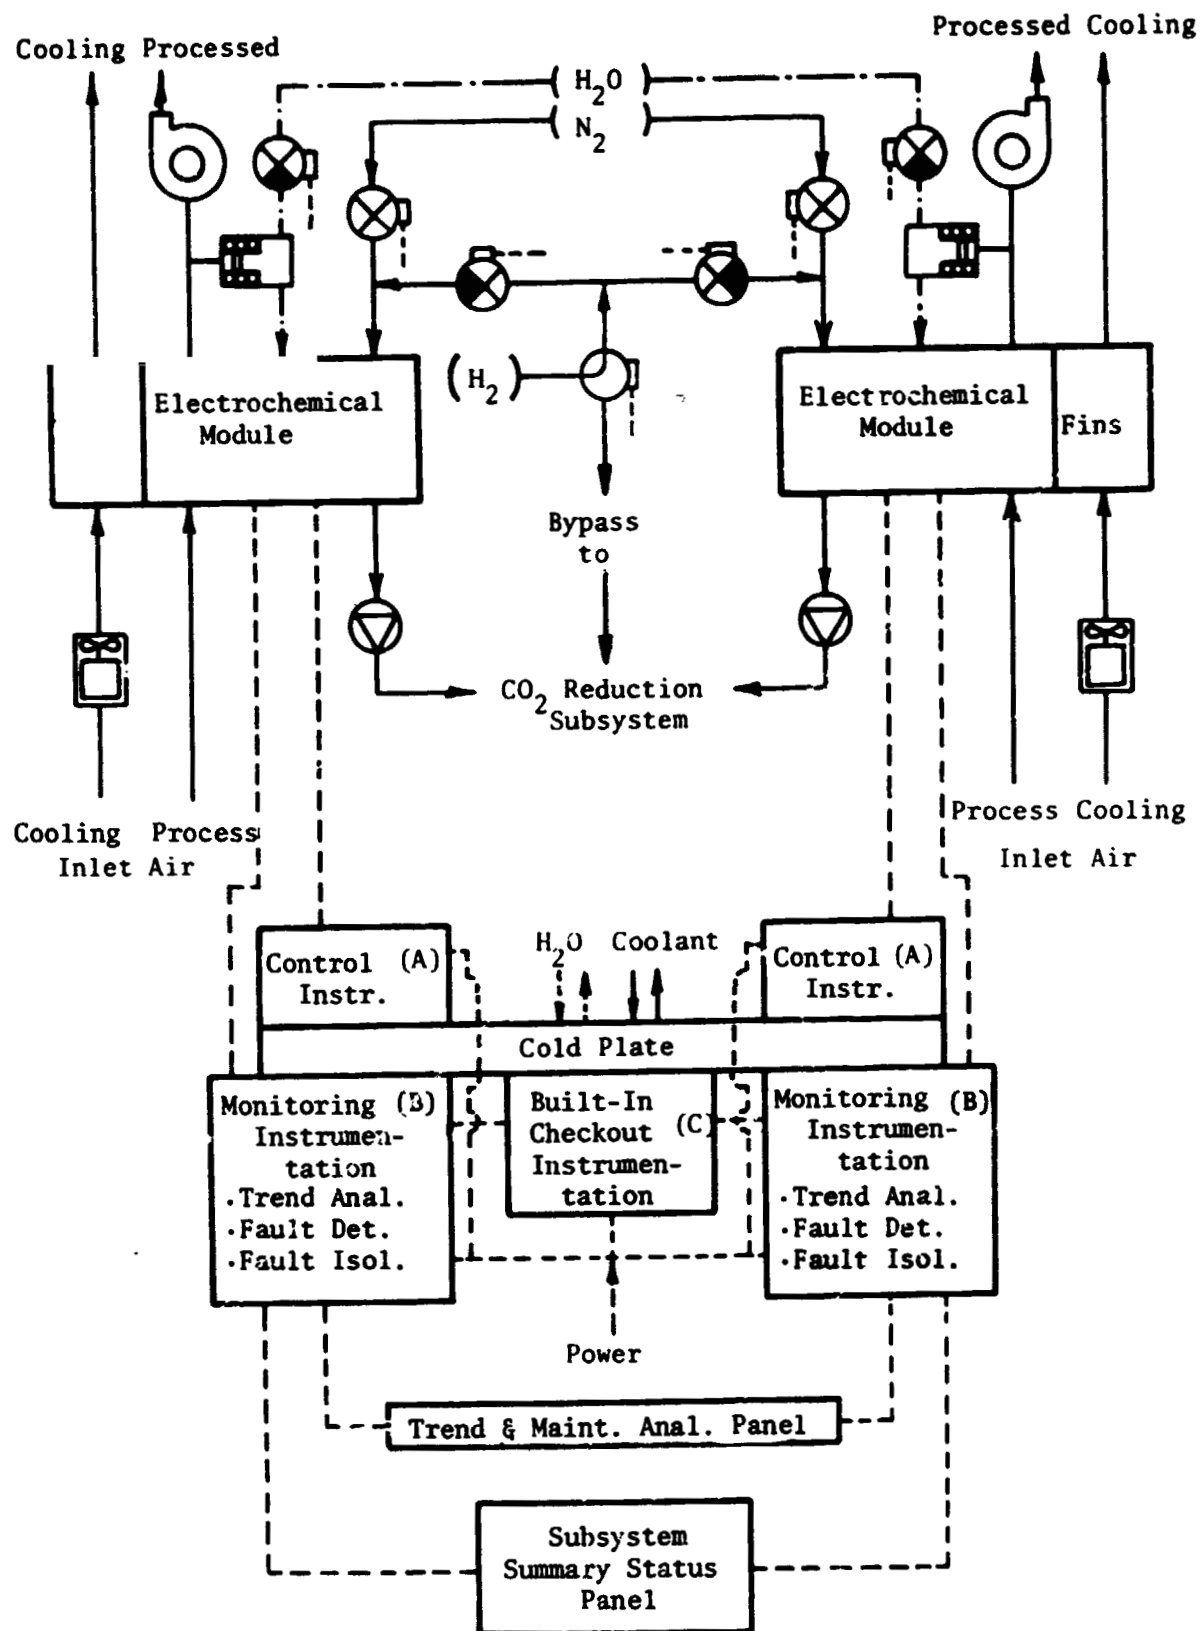 Cooling Processed
Processed Cooling
( H2O )
( N2 )
(H2)
Electrochemical
Module
Electrochemical
Module
Fins
Bypass
to
CO2 Reduction
Subsystem
Cooling Process
Inlet Air
Process Cooling
Inlet Air
Control (A)
Instr.
H2O Coolant
Control (A)
Instr.
Cold Plate
Monitoring (B)
Instrumen-
tation
·Trend Anal.
·Fault Det.
·Fault Isol.
Built-In
Checkout (C)
Instrumen-
tation
Monitoring (B)
Instrumen-
tation
·Trend Anal.
·Fault Det.
·Fault Isol.
Power
Trend & Maint. Anal. Panel
Subsystem
Summary Status
Panel